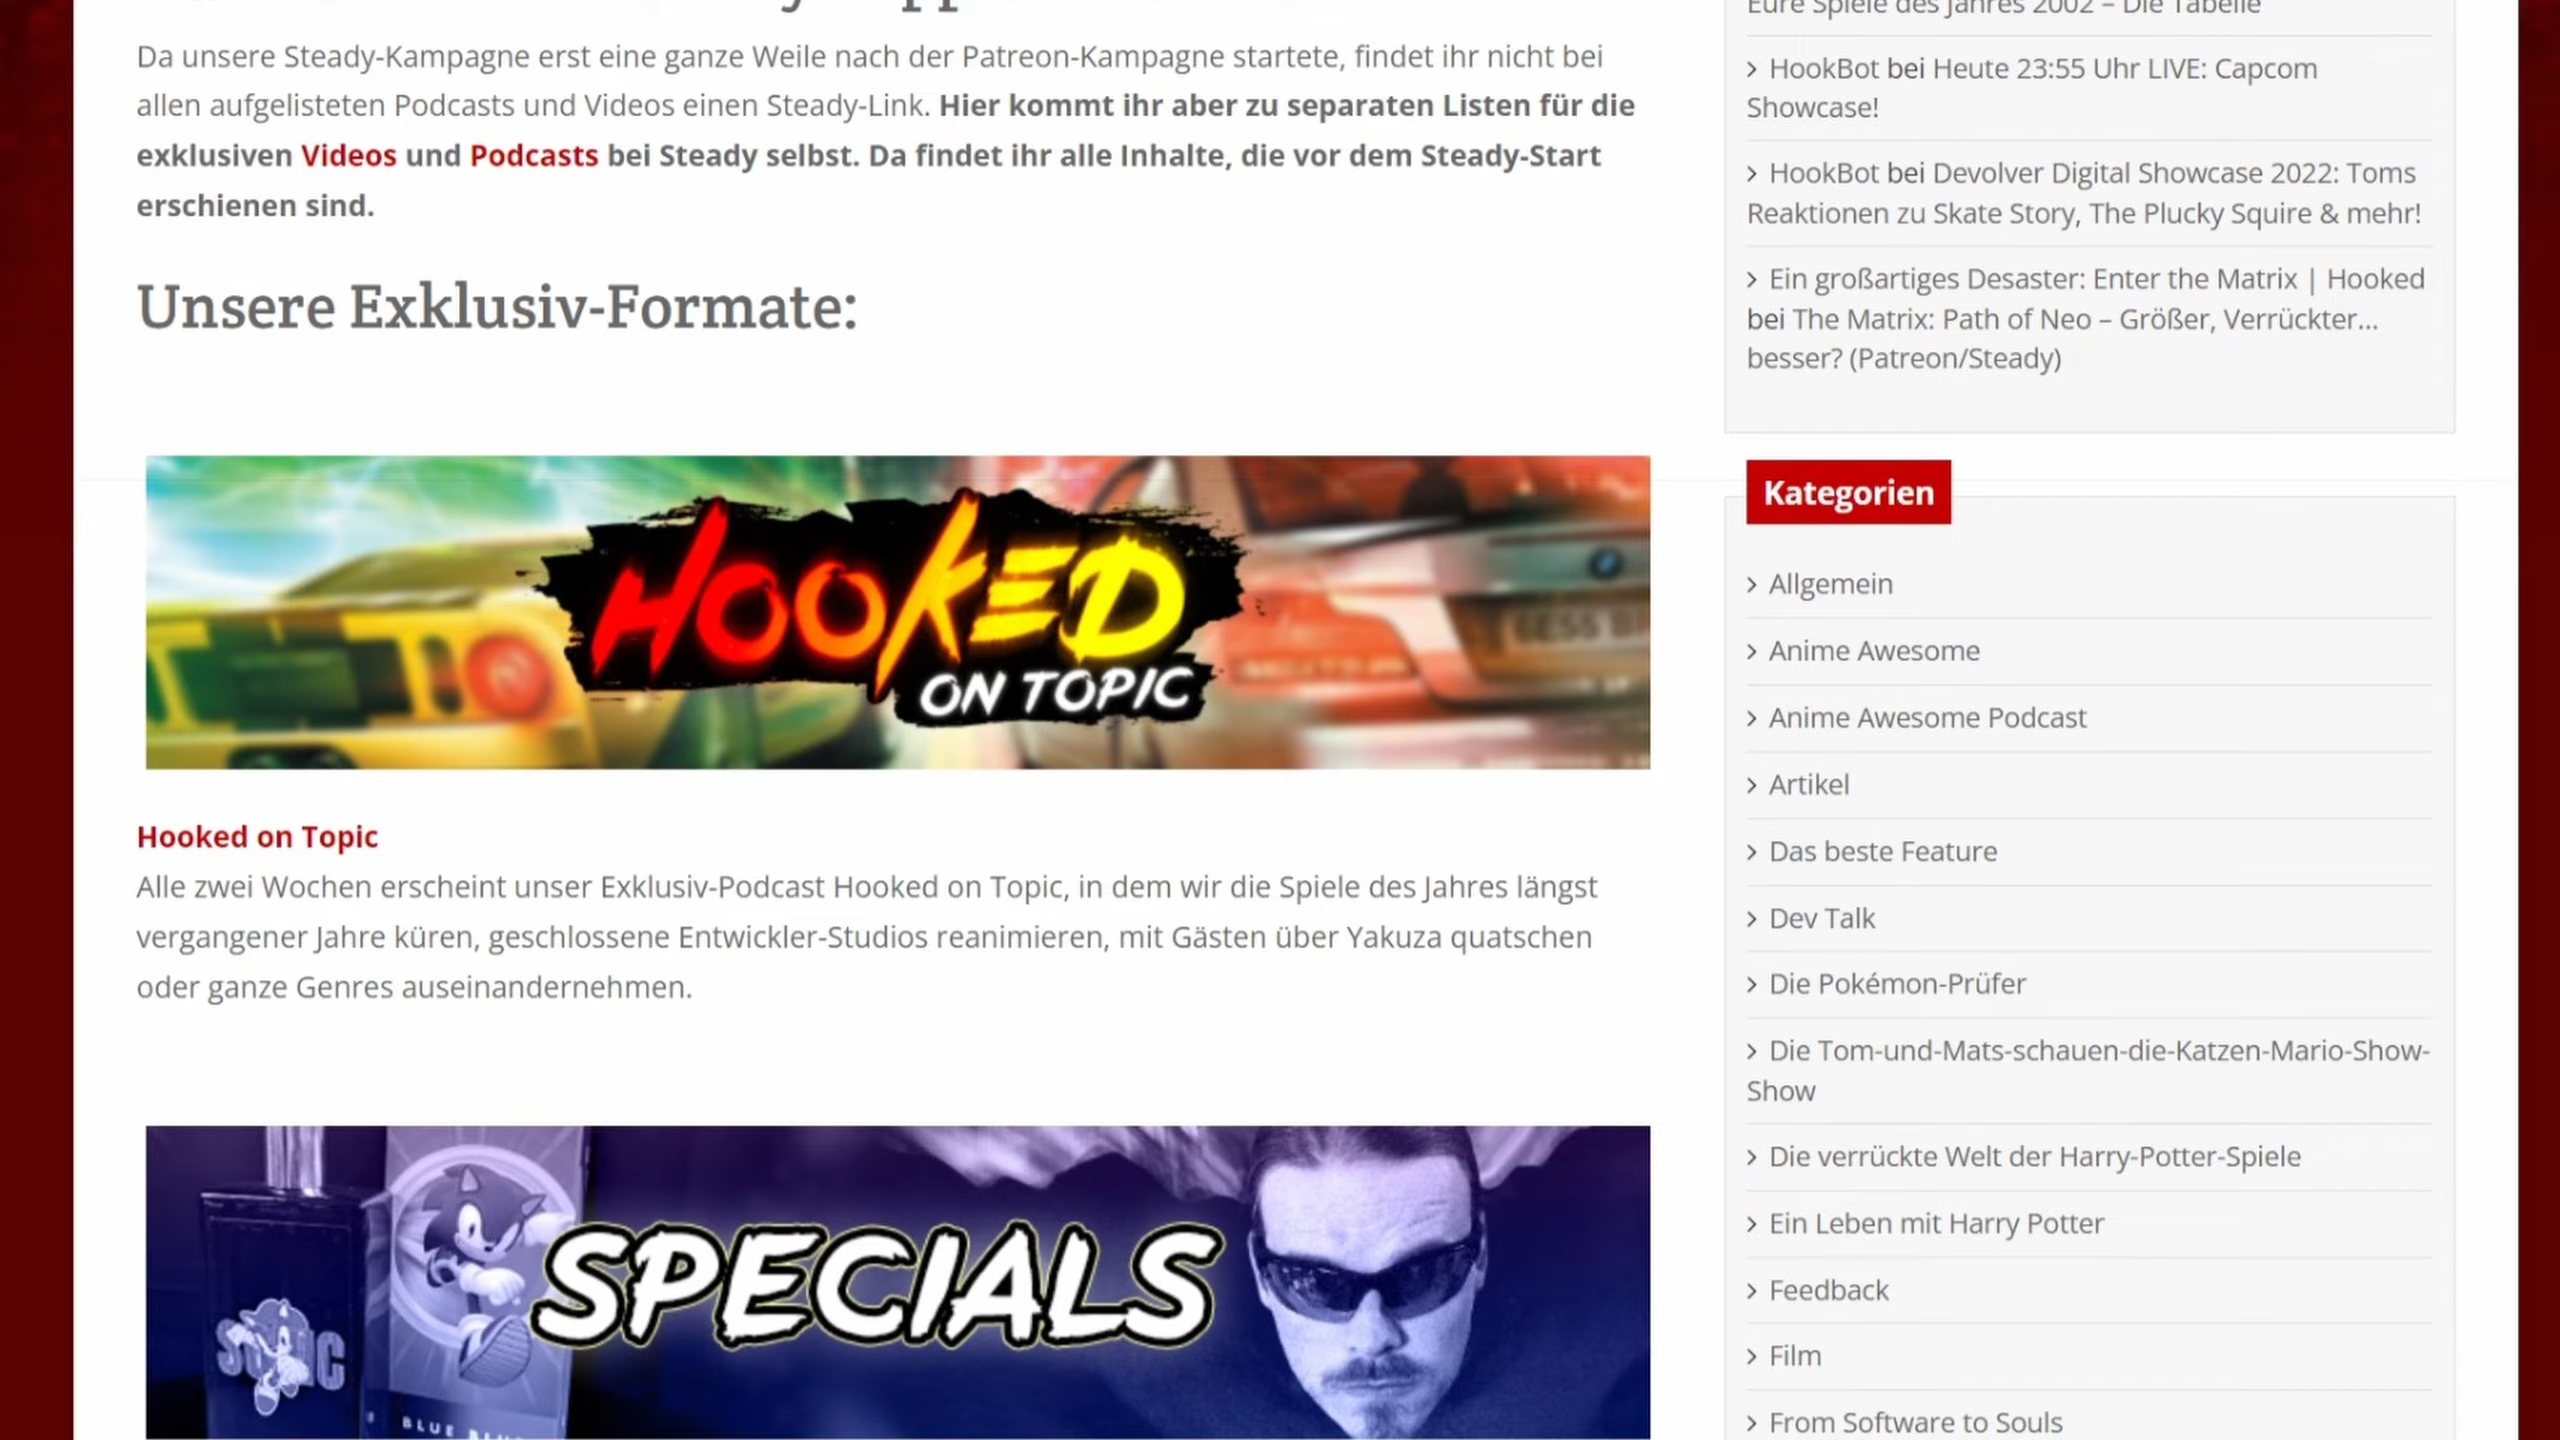 Da unsere Steady-Kampagne erst eine ganze Weile nach der Patreon-Kampagne startete, findet ihr nicht bei
allen aufgelisteten Podcasts und Videos einen Steady-Link. Hier kommt ihr aber zu separaten Listen für die
exklusiven Videos und Podcasts bei Steady selbst. Da findet ihr alle Inhalte, die vor dem Steady-Start
erschienen sind.
Unsere Exklusiv-Formate:
HOOKED
ON TOPIC
Hooked on Topic
Alle zwei Wochen erscheint unser Exklusiv-Podcast Hooked on Topic, in dem wir die Spiele des Jahres längst
vergangener Jahre küren, geschlossene Entwickler-Studios reanimieren, mit Gästen über Yakuza quatschen
oder ganze Genres auseinandernehmen.
SPECIALS
SONIC
BLUE
Eure Spiele des Jahres 2002 – Die Tabelle
> HookBot bei Heute 23:55 Uhr LIVE: Capcom
Showcase!
> HookBot bei Devolver Digital Showcase 2022: Toms
Reaktionen zu Skate Story, The Plucky Squire & mehr!
> Ein großartiges Desaster: Enter the Matrix | Hooked
bei The Matrix: Path of Neo – Größer, Verrückter…
besser? (Patreon/Steady)
Kategorien
> Allgemein
> Anime Awesome
> Anime Awesome Podcast
> Artikel
> Das beste Feature
> Dev Talk
> Die Pokémon-Prüfer
> Die Tom-und-Mats-schauen-die-Katzen-Mario-Show-
Show
> Die verrückte Welt der Harry-Potter-Spiele
> Ein Leben mit Harry Potter
> Feedback
> Film
> From Software to Souls